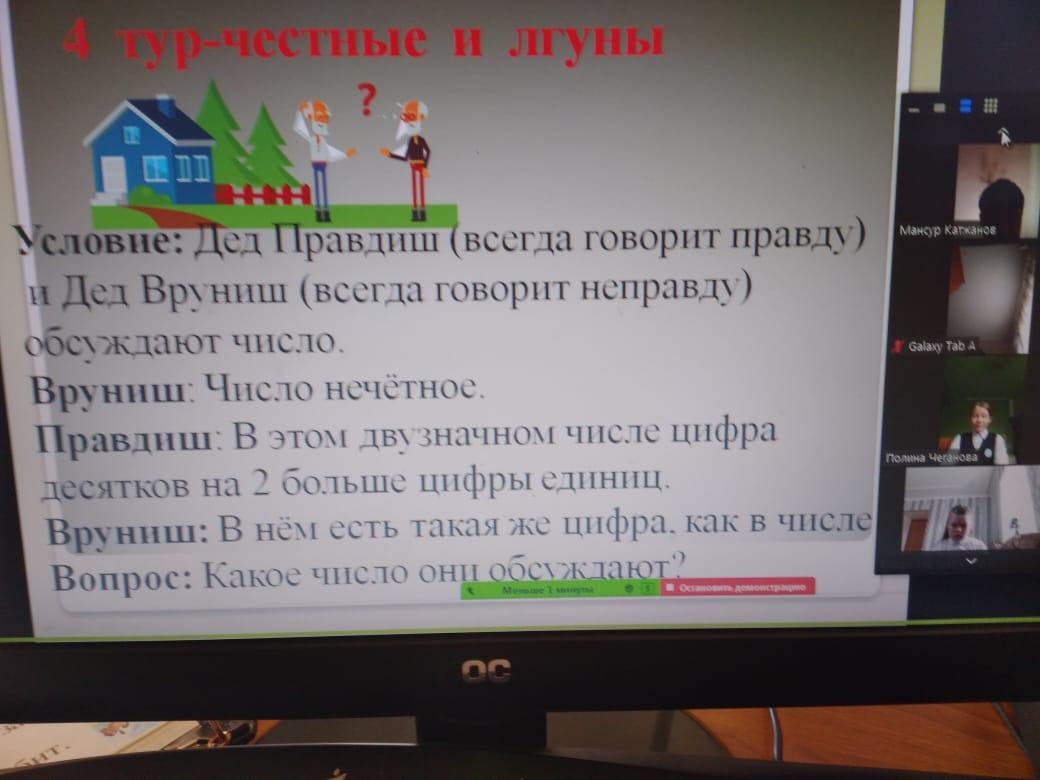 4 тур-честные и лгуны
?
Условие: Дед Правдиш (всегда говорит правду)
и Дед Вруниш (всегда говорит неправду)
обсуждают число.
Вруниш: Число нечётное.
Правдиш: В этом двузначном числе цифра
десятков на 2 больше цифры единиц.
Вруниш: В нём есть такая же цифра, как в числе
Вопрос: Какое число они обсуждают?
Меньше 1 минуты
Остановить демонстрацию
Мансур Катжанов
Galaxy Tab A
Полина Чеганова
OC
бит.